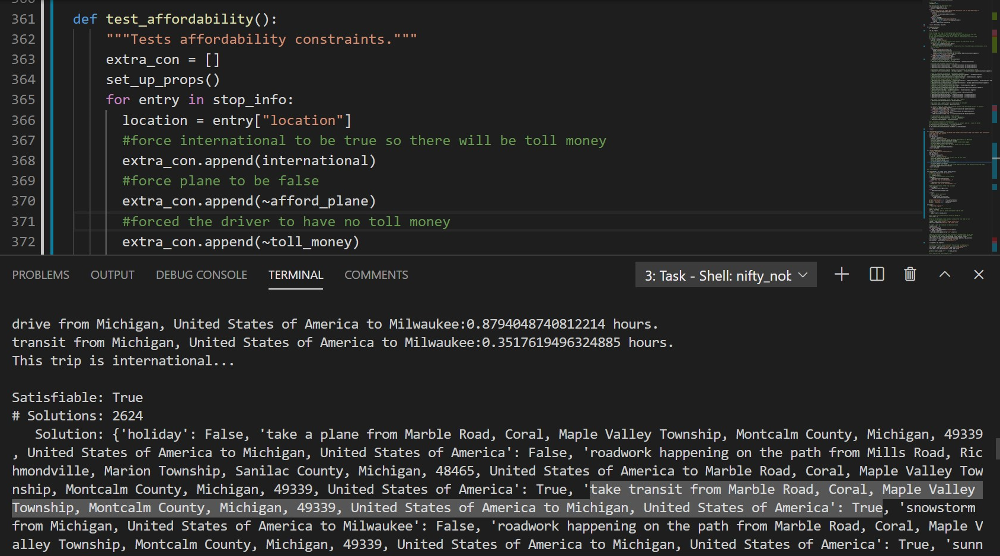 361 def test_affordability():
362 """Tests affordability constraints."""
363 extra_con = []
364 set_up_props()
365 for entry in stop_info:
366 location = entry["location"]
367 #force international to be true so there will be toll money
368 extra_con.append(international)
369 #force plane to be false
370 extra_con.append(~afford_plane)
371 #forced the driver to have no toll money
372 extra_con.append(~toll_money)
PROBLEMS OUTPUT DEBUG CONSOLE TERMINAL COMMENTS 3: Task - Shell: nifty_nob
drive from Michigan, United States of America to Milwaukee:0.8794048740812214 hours.
transit from Michigan, United States of America to Milwaukee:0.3517619496324885 hours.
This trip is international...
Satisfiable: True
# Solutions: 2624
Solution: {'holiday': False, 'take a plane from Marble Road, Coral, Maple Valley Township, Montcalm County, Michigan, 49339
, United States of America to Michigan, United States of America': False, 'roadwork happening on the path from Mills Road, Ric
hmondville, Marion Township, Sanilac County, Michigan, 48465, United States of America to Marble Road, Coral, Maple Valley Tow
nship, Montcalm County, Michigan, 49339, United States of America': True, 'take transit from Marble Road, Coral, Maple Valley
Township, Montcalm County, Michigan, 49339, United States of America to Michigan, United States of America': True, 'snowstorm
from Michigan, United States of America to Milwaukee': False, 'roadwork happening on the path from Marble Road, Coral, Maple V
alley Township, Montcalm County, Michigan, 49339, United States of America to Michigan, United States of America': True, 'sunn